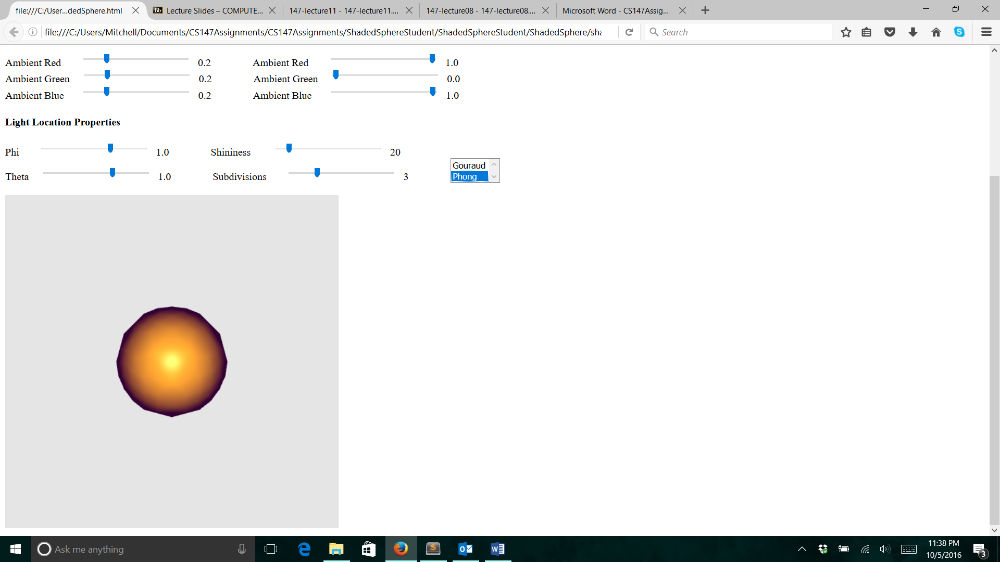 file:///C:/User...dedSphere.html
Bb Lecture Slides – COMPUTE...
147-lecture11 - 147-lecture11....
147-lecture08 - 147-lecture08....
Microsoft Word - CS147Assig...
file:///C:/Users/Mitchell/Documents/CS147Assignments/CS147Assignments/ShadedSphereStudent/ShadedSphereStudent/ShadedSphere/sha
Search
S
Ambient Red 0.2 Ambient Red 1.0
Ambient Green 0.2 Ambient Green 0.0
Ambient Blue 0.2 Ambient Blue 1.0
Light Location Properties
Phi 1.0 Shininess 20
Gouraud
Theta 1.0 Subdivisions 3 Phong
Ask me anything
11:38 PM
10/5/2016
3